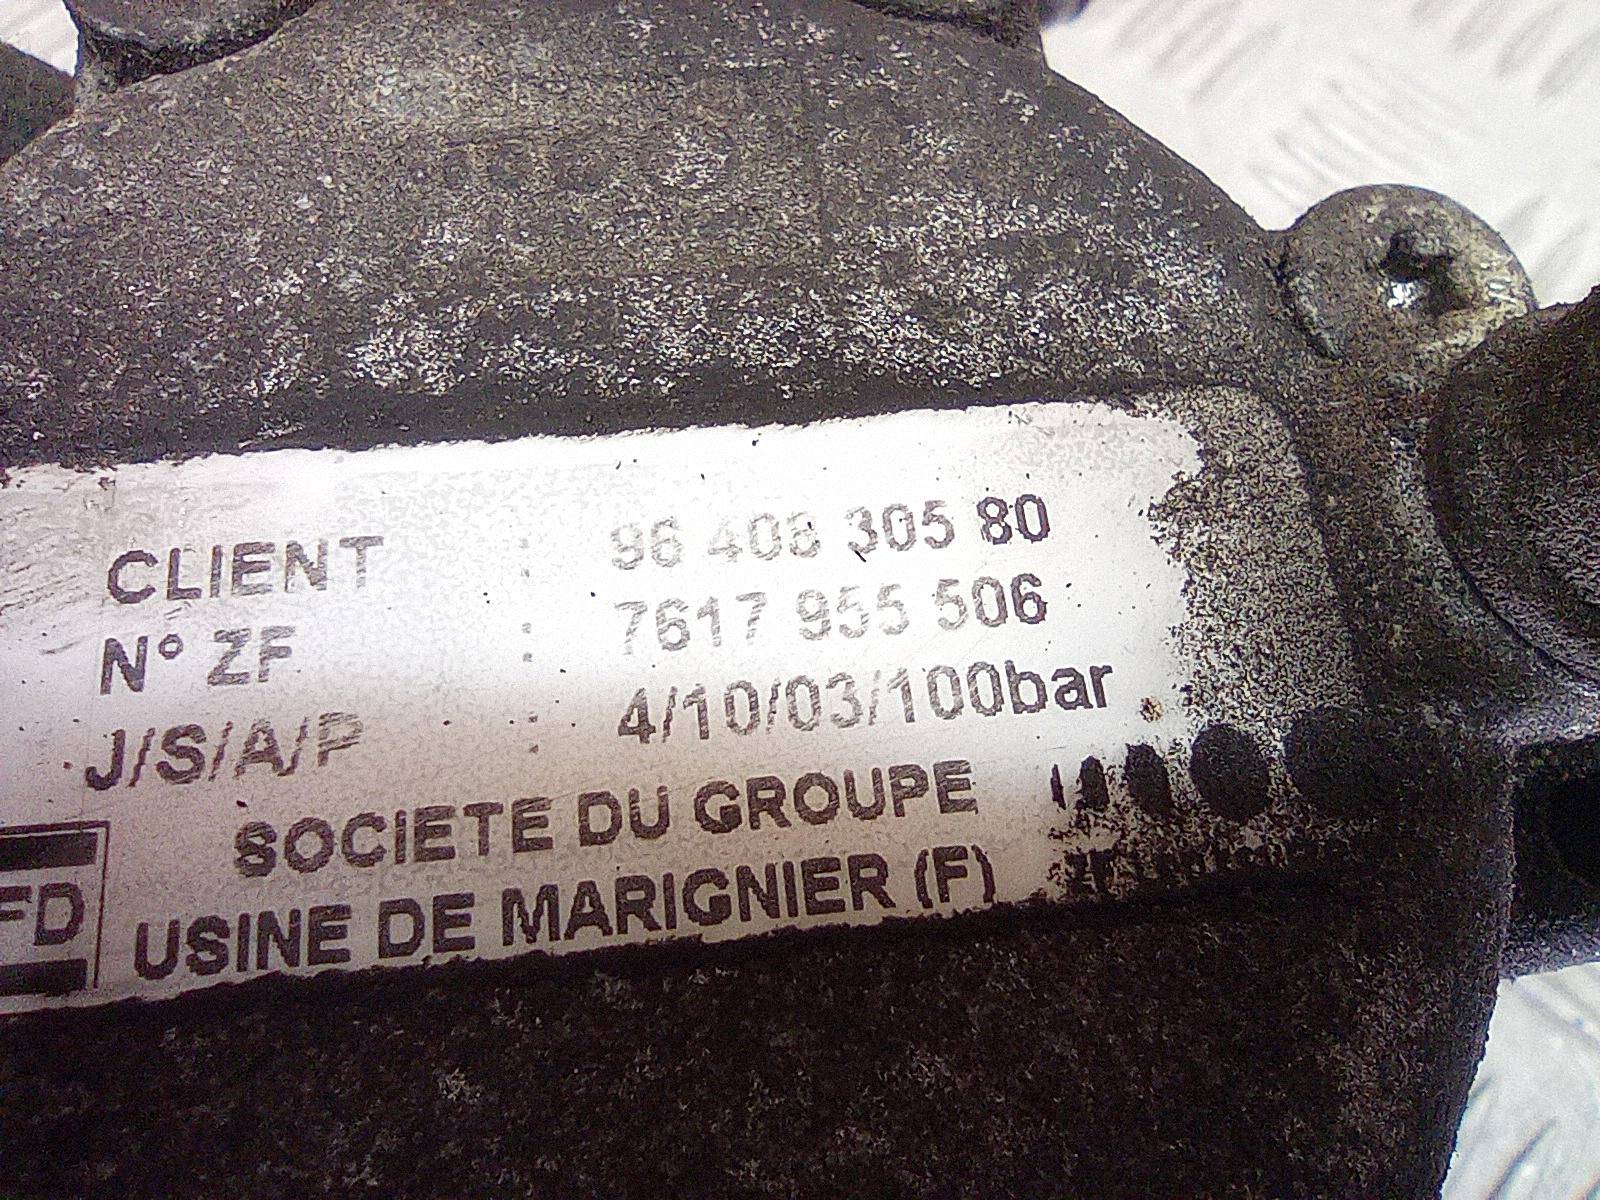 CLIENT : 96 408 305 80
N° ZF : 7617 955 506
J/S/A/P : 4/10/03/100bar
SOCIETE DU GROUPE
USINE DE MARIGNIER (F)
FD